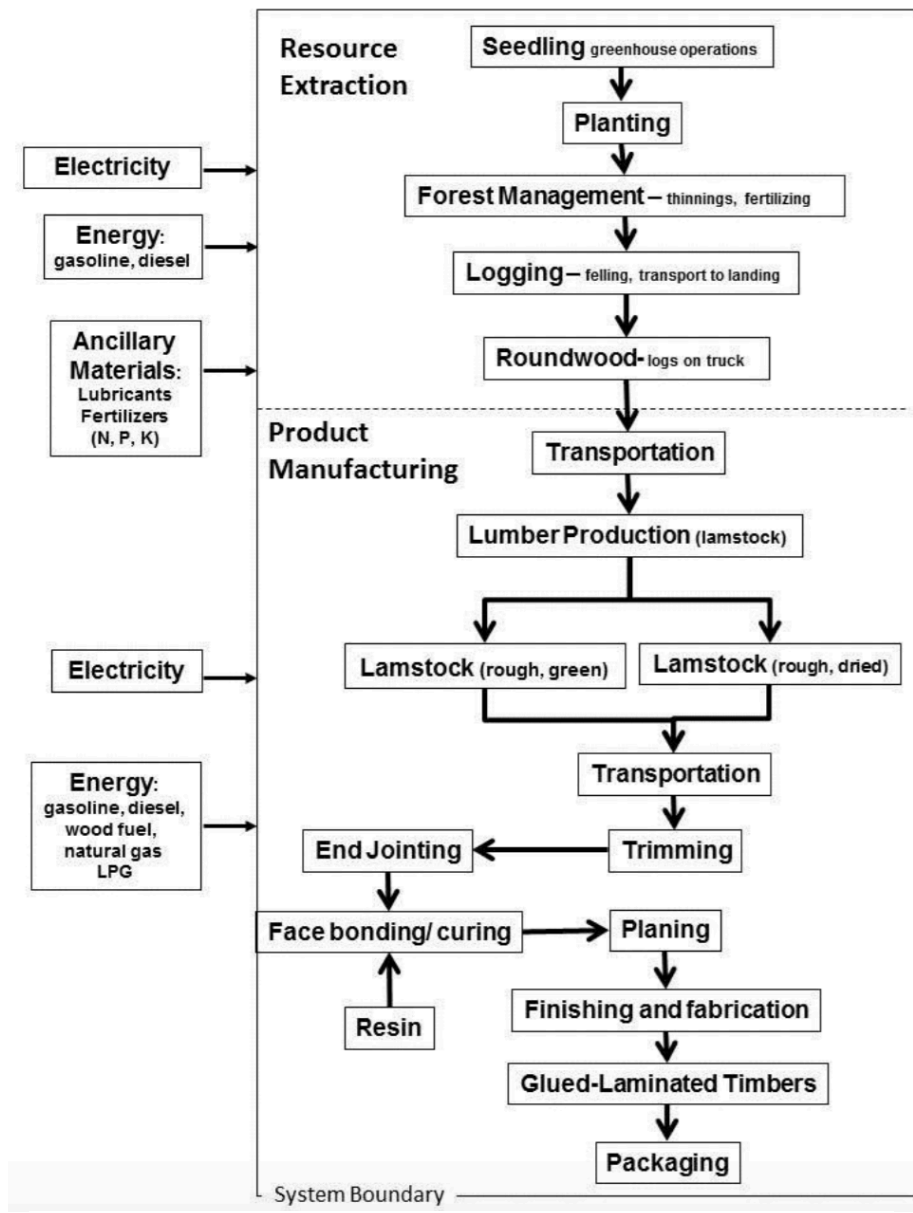 Resource
Extraction
Seedling greenhouse operations
Planting
Electricity
Forest Management – thinnings, fertilizing
Energy:
gasoline, diesel
Logging – felling, transport to landing
Ancillary
Materials:
Lubricants
Fertilizers
(N, P, K)
Roundwood- logs on truck
Product
Manufacturing
Transportation
Lumber Production (lamstock)
Electricity
Lamstock (rough, green)
Lamstock (rough, dried)
Transportation
Energy:
gasoline, diesel,
wood fuel,
natural gas
LPG
End Jointing
Trimming
Face bonding/ curing
Planing
Resin
Finishing and fabrication
Glued-Laminated Timbers
Packaging
System Boundary